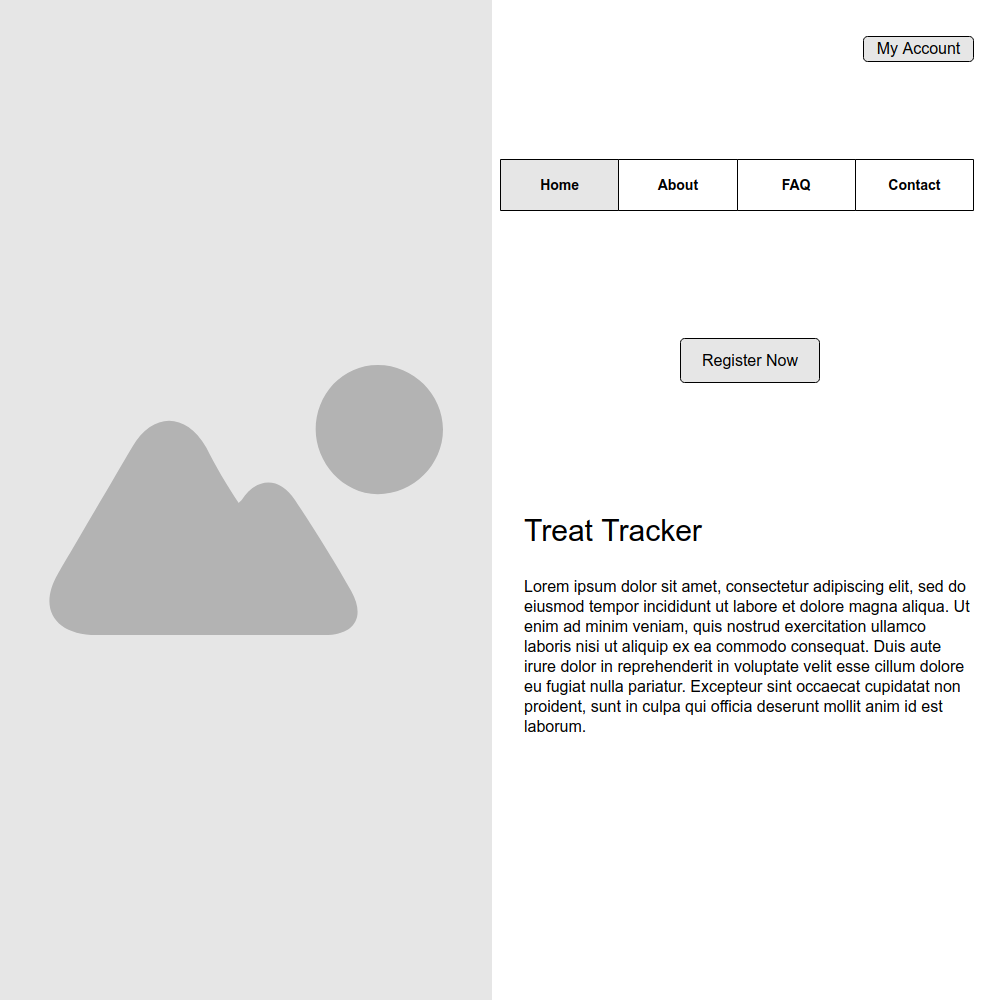 My Account
Home About FAQ Contact
Register Now
Treat Tracker
Lorem ipsum dolor sit amet, consectetur adipiscing elit, sed do
eiusmod tempor incididunt ut labore et dolore magna aliqua. Ut
enim ad minim veniam, quis nostrud exercitation ullamco
laboris nisi ut aliquip ex ea commodo consequat. Duis aute
irure dolor in reprehenderit in voluptate velit esse cillum dolore
eu fugiat nulla pariatur. Excepteur sint occaecat cupidatat non
proident, sunt in culpa qui officia deserunt mollit anim id est
laborum.